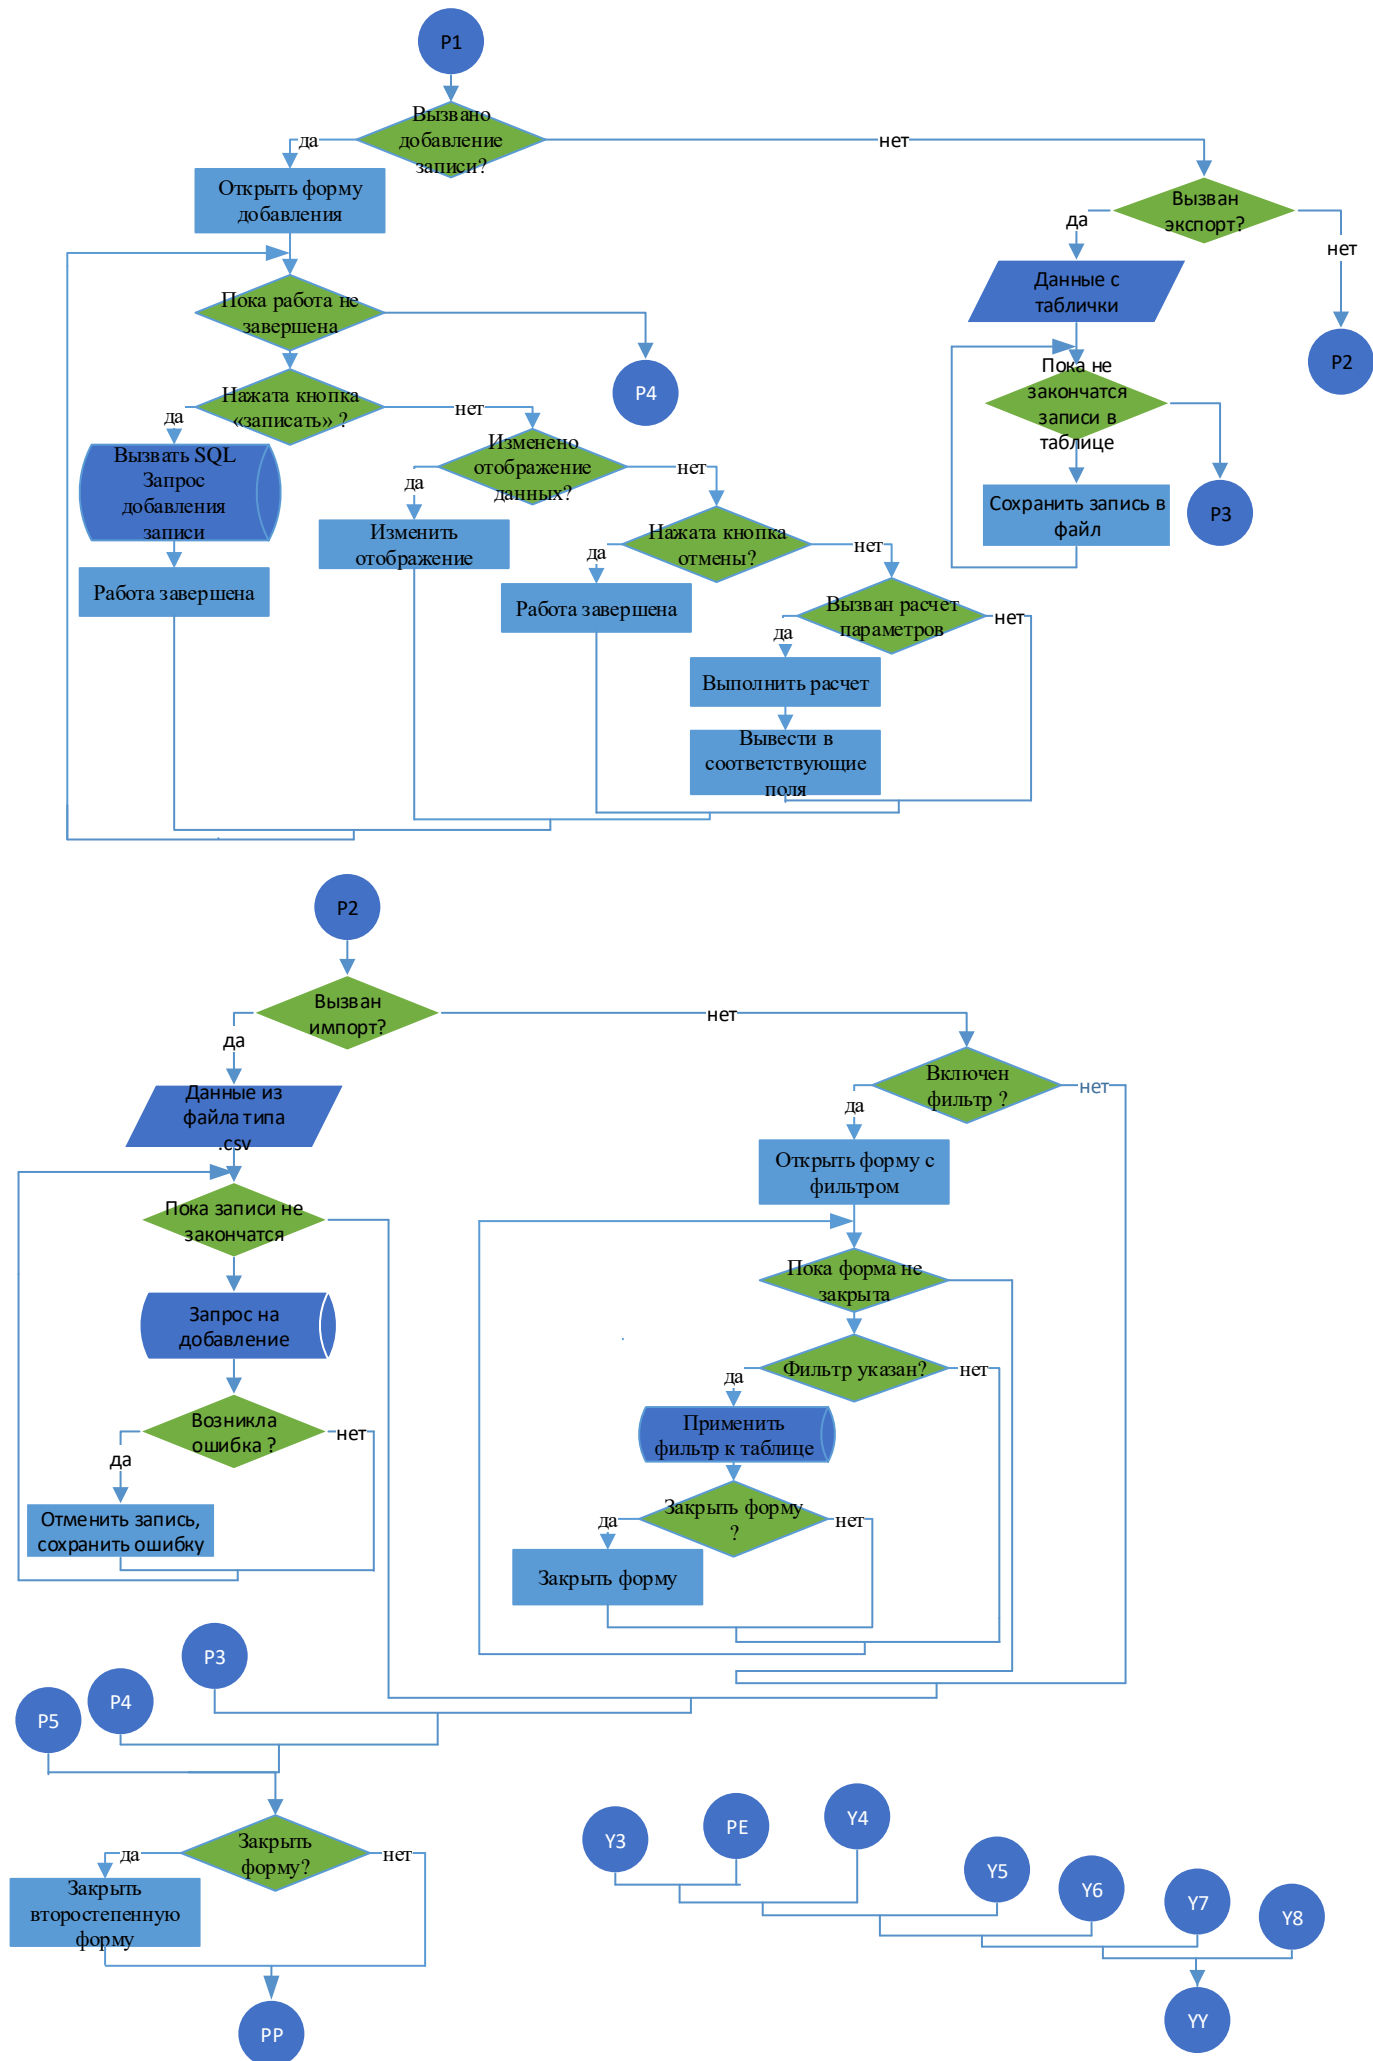 P1
Вызвано
добавление
записи?
да
нет
Открыть форму
добавления
Вызван
экспорт?
да
нет
Данные с
таблички
Пока работа не
завершена
P4
P2
Пока не
закончатся
записи в
таблице
Нажата кнопка
«записать» ?
да
нет
Вызвать SQL
Запрос
добавления
записи
Изменено
отображение
данных?
да
нет
Сохранить запись в
файл
P3
Изменить
отображение
Нажата кнопка
отмены?
да
нет
Работа завершена
Работа завершена
Вызван расчет
параметров
да
нет
Выполнить расчет
Вывести в
соответствующие
поля
P2
Вызван
импорт?
да
нет
Данные из
файла типа
.csv
Включен
фильтр ?
да
нет
Открыть форму с
фильтром
Пока записи не
закончатся
Пока форма не
закрыта
Запрос на
добавление
Фильтр указан?
да
нет
Применить
фильтр к таблице
Возникла
ошибка ?
да
нет
Отменить запись,
сохранить ошибку
Закрыть форму
?
да
нет
Закрыть форму
P3
P4
P5
Закрыть
форму?
да
нет
Закрыть
второстепенную
форму
PP
Y3
PE
Y4
Y5
Y6
Y7
Y8
YY